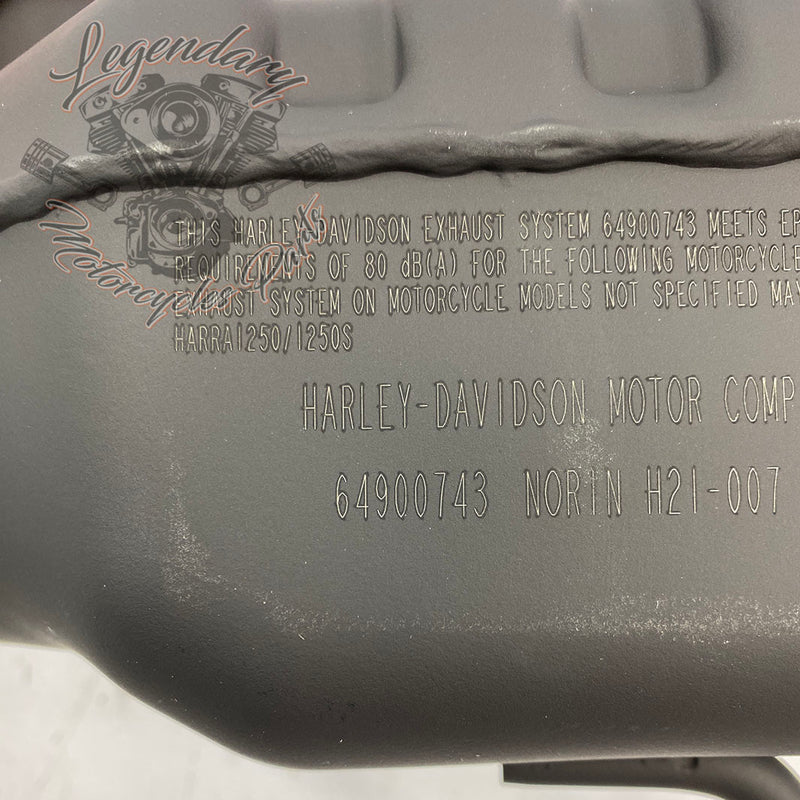 Legendary
Motorcycles Parts
THIS HARLEY-DAVIDSON EXHAUST SYSTEM 64900743 MEETS EP
REQUIREMENTS OF 80 dB(A) FOR THE FOLLOWING MOTORCYCLE
EXHAUST SYSTEM ON MOTORCYCLE MODELS NOT SPECIFIED MAY
HARRA1250/1250S
HARLEY-DAVIDSON MOTOR COMP
64900743 NORIN H21-007